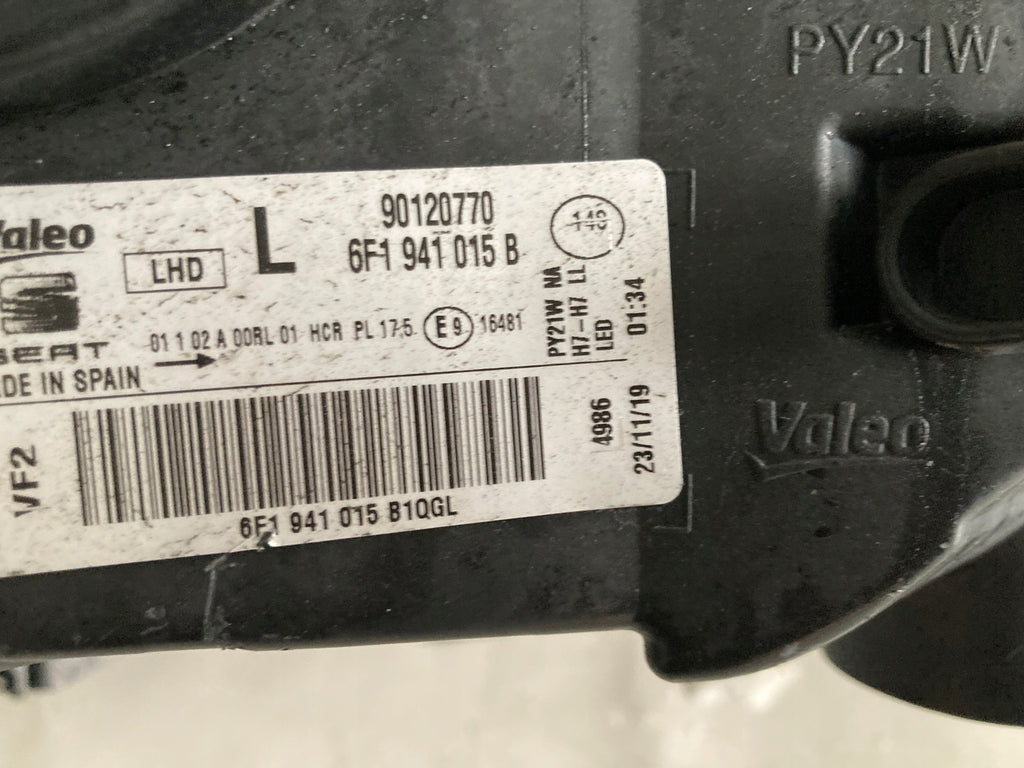 PY21W
Valeo
LHD
L
90120770
6F1 941 015 B
SEAT
01 1 02 A 00RL 01 HCR PL 17.5. E9 16481
MADE IN SPAIN
PY21W NA
H7-H7 LL
LED
01:34
4986
23/11/19
VF2
6F1 941 015 B1QGL
Valeo